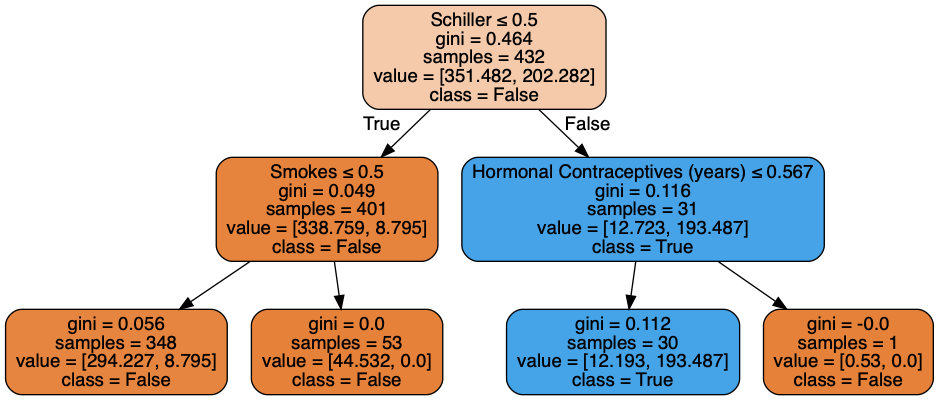 Schiller ≤ 0.5
gini = 0.464
samples = 432
value = [351.482, 202.282]
class = False
True
False
Smokes ≤ 0.5
gini = 0.049
samples = 401
value = [338.759, 8.795]
class = False
Hormonal Contraceptives (years) ≤ 0.567
gini = 0.116
samples = 31
value = [12.723, 193.487]
class = True
gini = 0.056
samples = 348
value = [294.227, 8.795]
class = False
gini = 0.0
samples = 53
value = [44.532, 0.0]
class = False
gini = 0.112
samples = 30
value = [12.193, 193.487]
class = True
gini = -0.0
samples = 1
value = [0.53, 0.0]
class = False